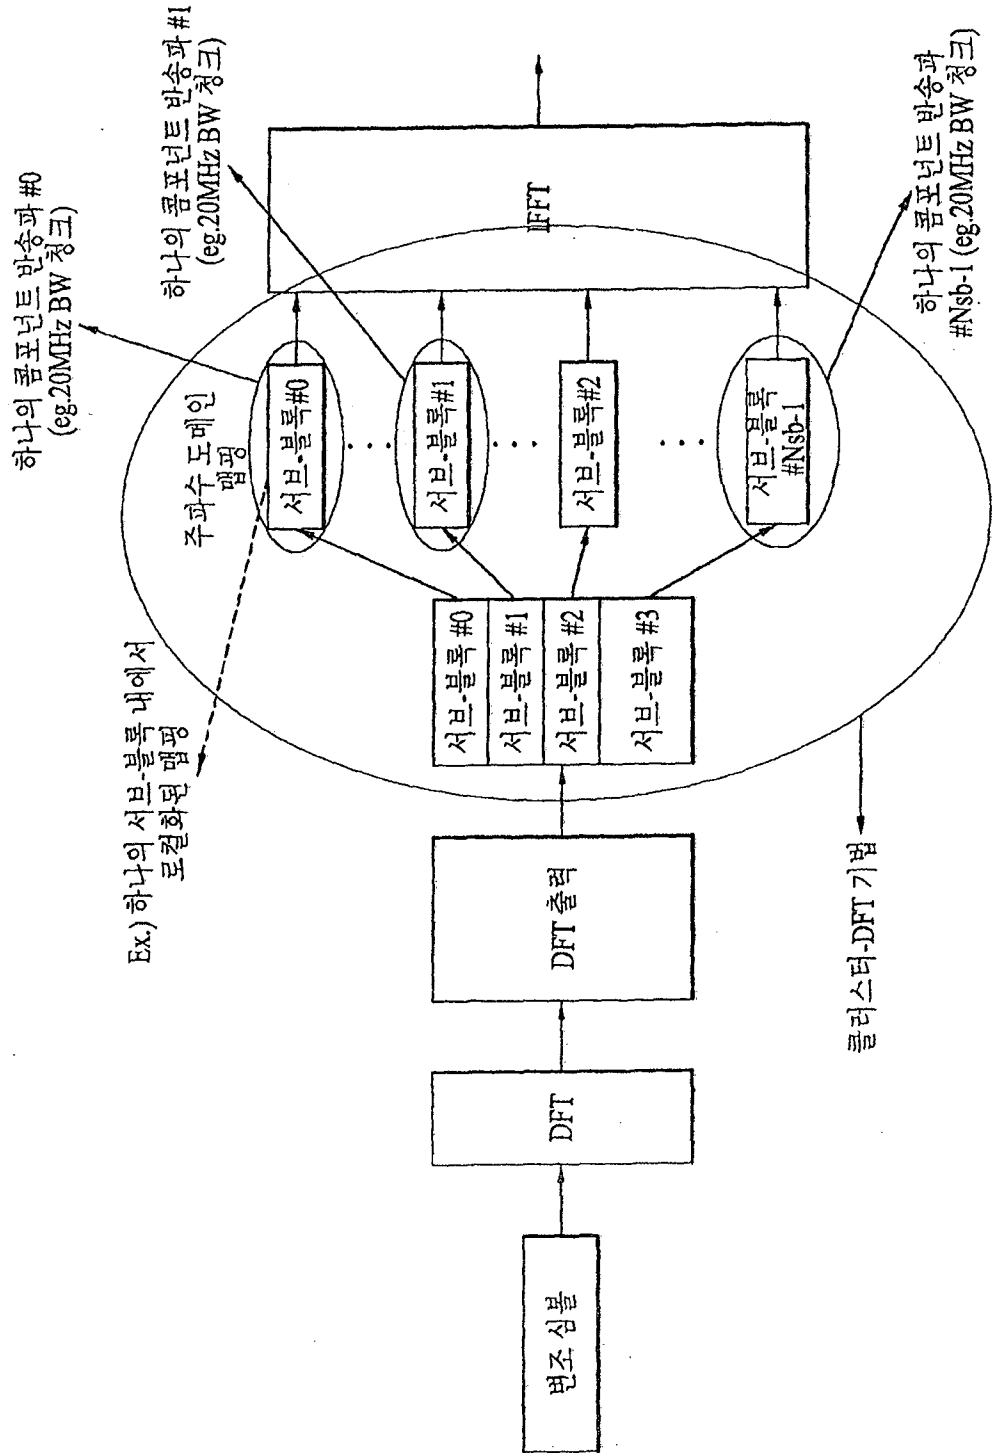 변조 심볼
DFT
DFT 출력
서브-블록 #0
서브-블록 #1
서브-블록 #2
서브-블록 #3
클러스터-DFT 기법
Ex.) 하나의 서브-블록 내에서
로컬화된 맵핑
주파수 도메인
맵핑
서브-블록#0
서브-블록#1
서브-블록#2
서브-블록
#Nsb-1
IFFT
하나의 콤포넌트 반송파 #0
(eg.20MHz BW 청크)
하나의 콤포넌트 반송파 #1
(eg.20MHz BW 청크)
하나의 콤포넌트 반송파
#Nsb-1 (eg.20MHz BW 청크)